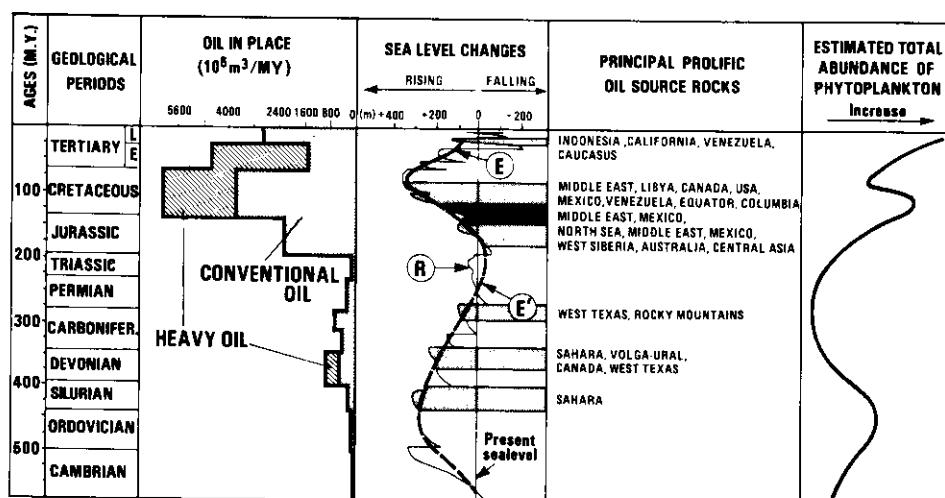 AGES (M.Y.)
GEOLOGICAL
PERIODS
OIL IN PLACE
(10⁶m³/MY)
5600 4000 2400 1600 800 0
SEA LEVEL CHANGES
RISING FALLING
(m) +400 +200 0 -200
PRINCIPAL PROLIFIC
OIL SOURCE ROCKS
ESTIMATED TOTAL
ABUNDANCE OF
PHYTOPLANKTON
Increase
TERTIARY
L
E
CRETACEOUS
JURASSIC
TRIASSIC
PERMIAN
CARBONIFER.
DEVONIAN
SILURIAN
ORDOVICIAN
CAMBRIAN
100
200
300
400
500
CONVENTIONAL
OIL
HEAVY OIL
E
R
E'
Present
sealevel
INDONESIA ,CALIFORNIA, VENEZUELA,
CAUCASUS
MIDDLE EAST, LIBYA, CANADA, USA,
MEXICO,VENEZUELA, EQUATOR, COLUMBIA
MIDDLE EAST, MEXICO,
NORTH SEA, MIDDLE EAST, MEXICO,
WEST SIBERIA, AUSTRALIA, CENTRAL ASIA
WEST TEXAS, ROCKY MOUNTAINS
SAHARA, VOLGA-URAL,
CANADA, WEST TEXAS
SAHARA